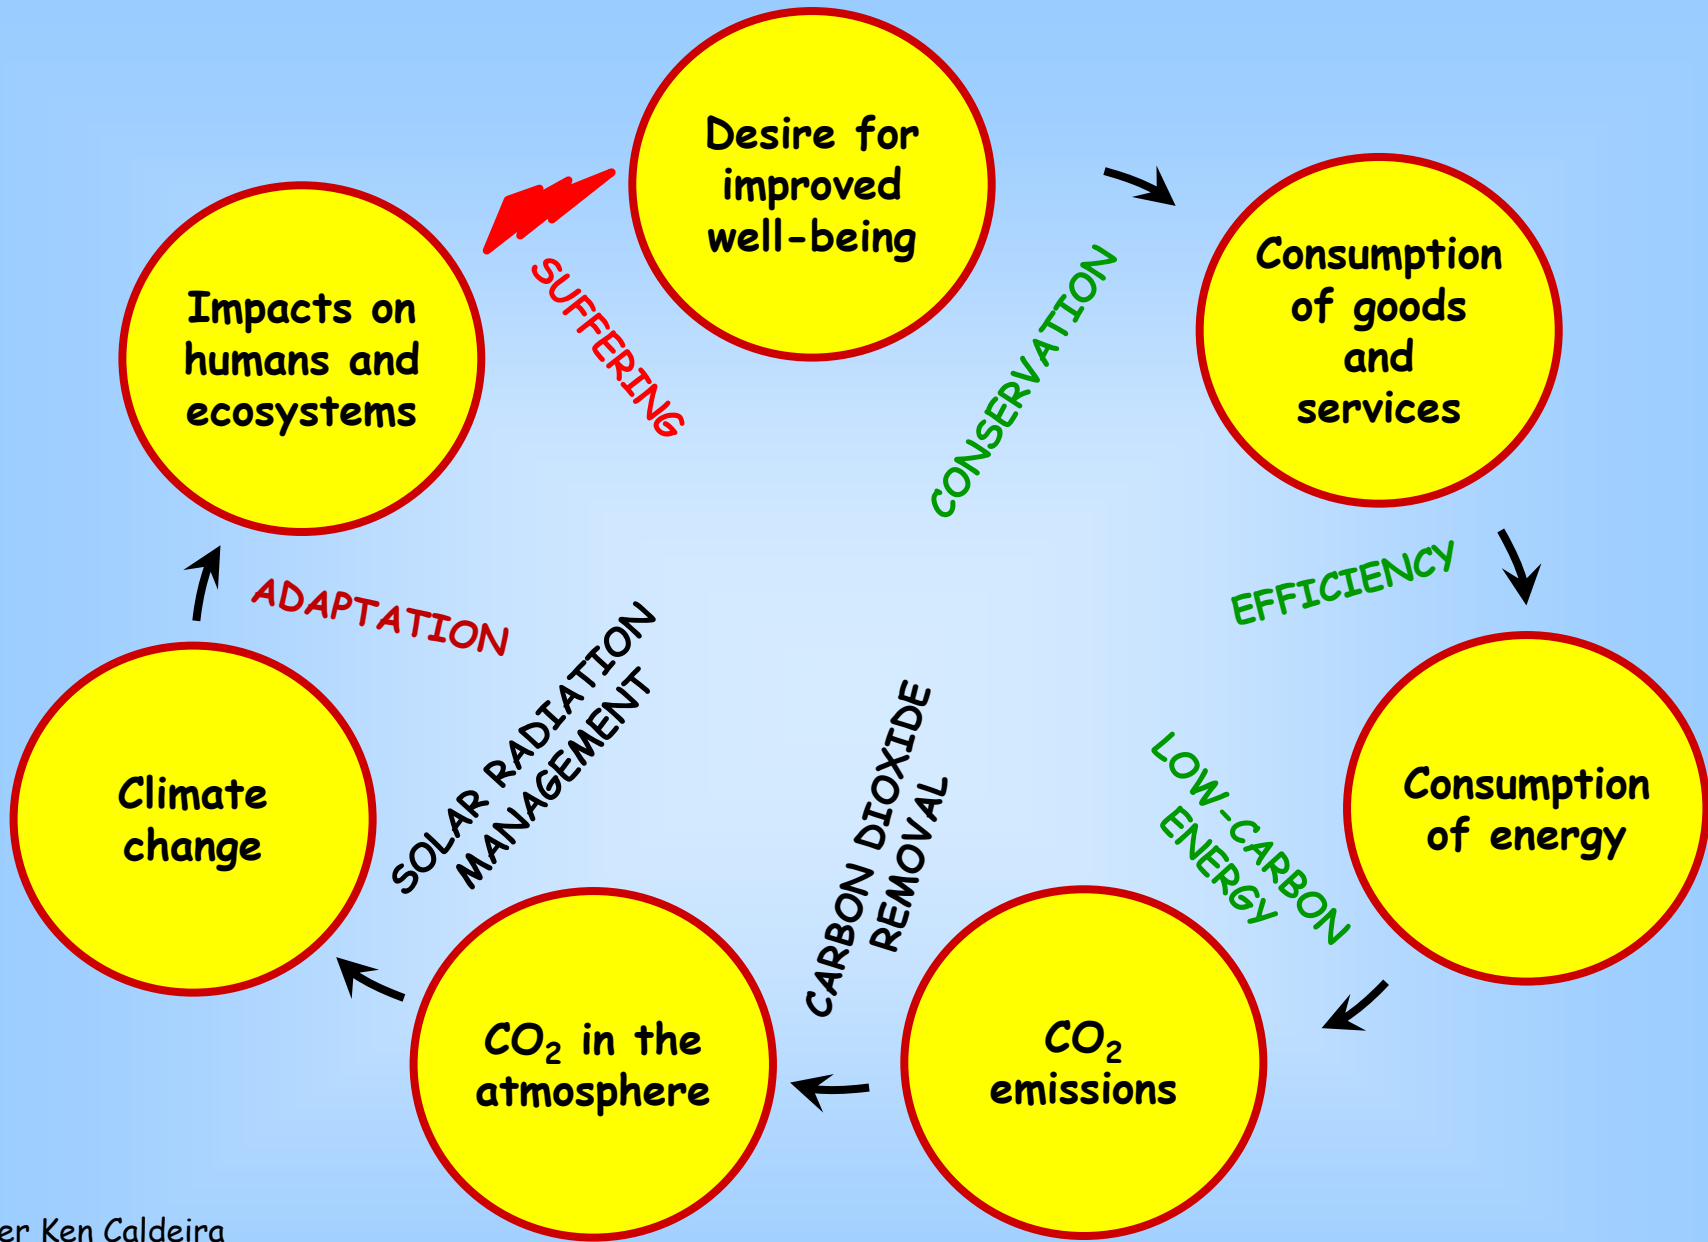 Desire for
improved
well-being
CONSERVATION
Consumption
of goods
and
services
EFFICIENCY
Consumption
of energy
LOW-CARBON
ENERGY
CO₂
emissions
CARBON DIOXIDE
REMOVAL
CO₂ in the
atmosphere
SOLAR RADIATION
MANAGEMENT
Climate
change
ADAPTATION
Impacts on
humans and
ecosystems
SUFFERING
Ken Caldeira